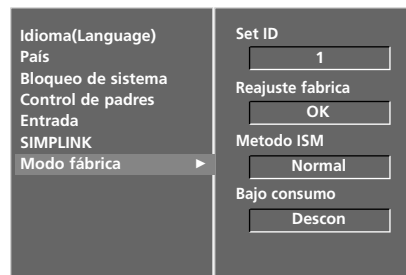 Idioma(Language)
País
Bloqueo de sistema
Control de padres
Entrada
SIMPLINK
Modo fábrica ►
Set ID
1
Reajuste fabrica
OK
Metodo ISM
Normal
Bajo consumo
Descon